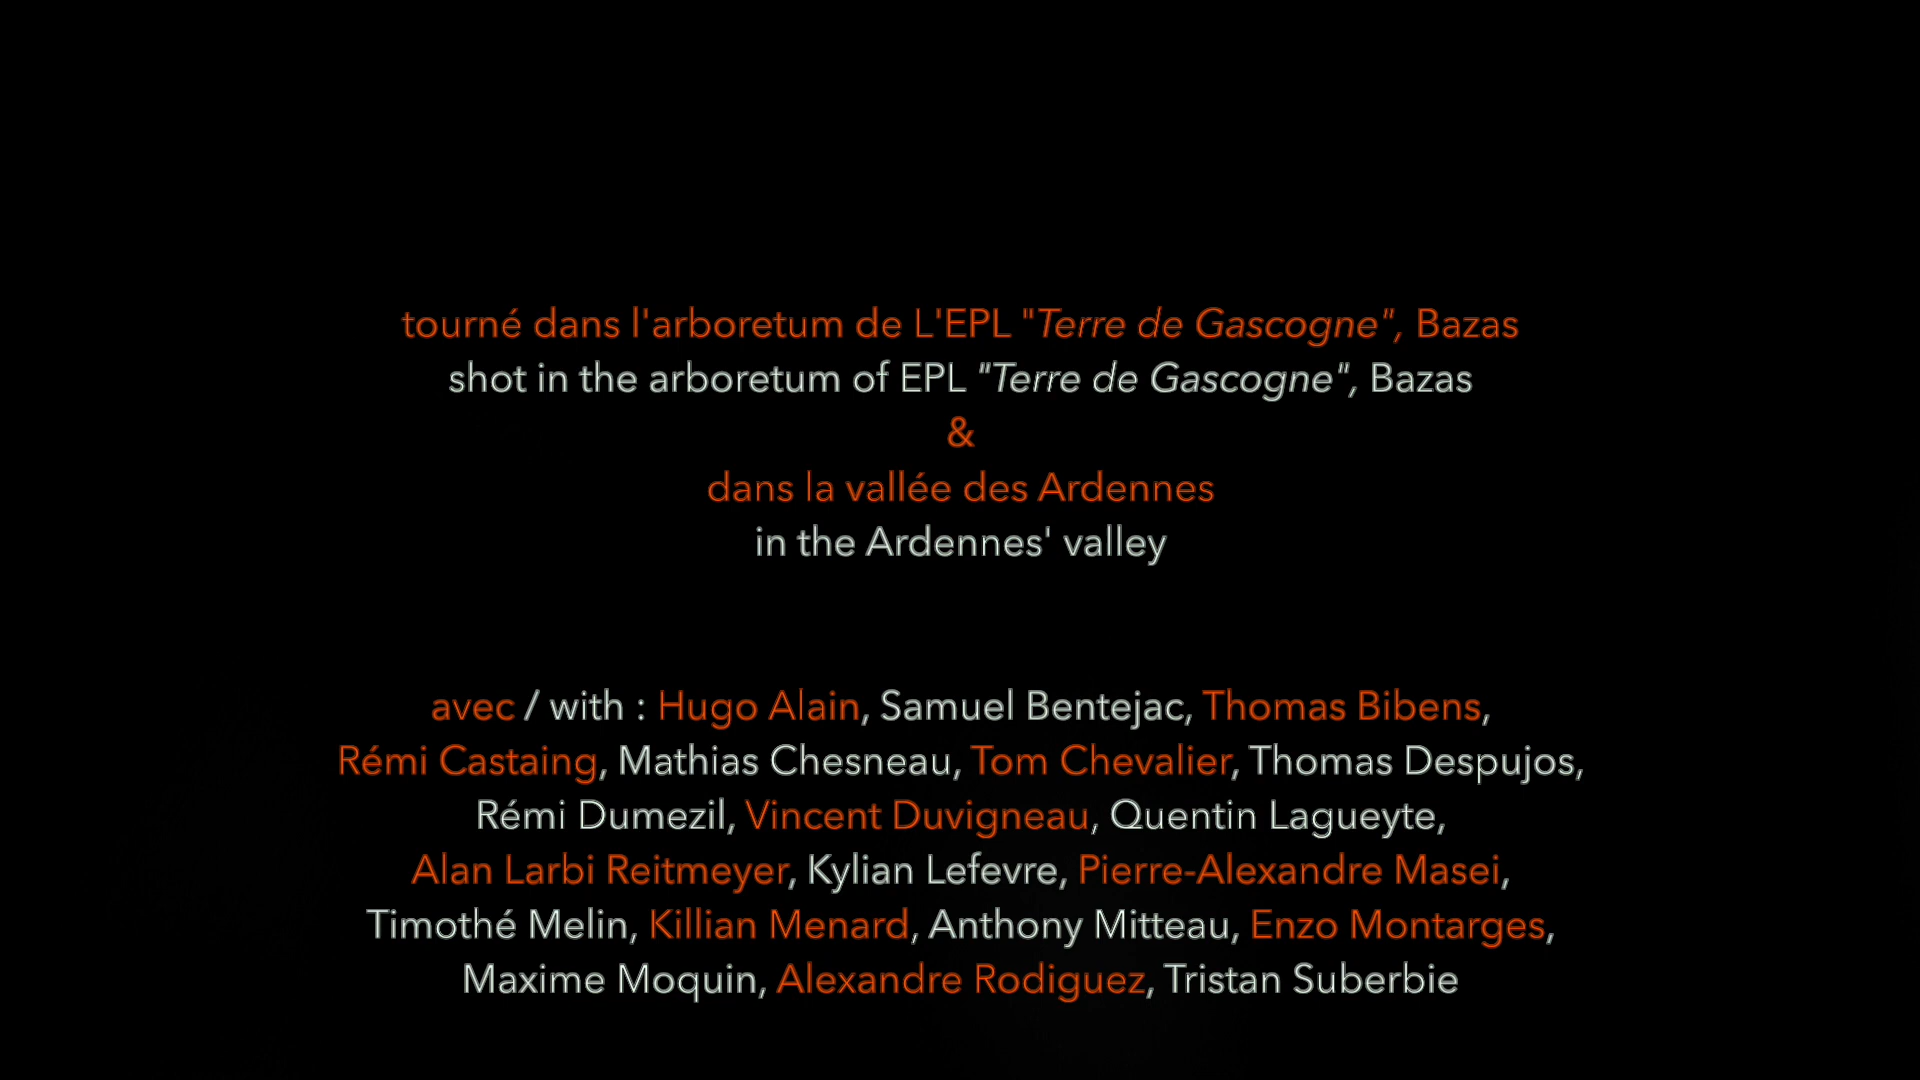 tourné dans l'arboretum de L'EPL "Terre de Gascogne", Bazas
shot in the arboretum of EPL "Terre de Gascogne", Bazas
&
dans la vallée des Ardennes
in the Ardennes' valley
avec / with : Hugo Alain, Samuel Bentejac, Thomas Bibens,
Rémi Castaing, Mathias Chesneau, Tom Chevalier, Thomas Despujos,
Rémi Dumezil, Vincent Duvigneau, Quentin Lagueyte,
Alan Larbi Reitmeyer, Kylian Lefevre, Pierre-Alexandre Masei,
Timothé Melin, Killian Menard, Anthony Mitteau, Enzo Montarges,
Maxime Moquin, Alexandre Rodiguez, Tristan Suberbie